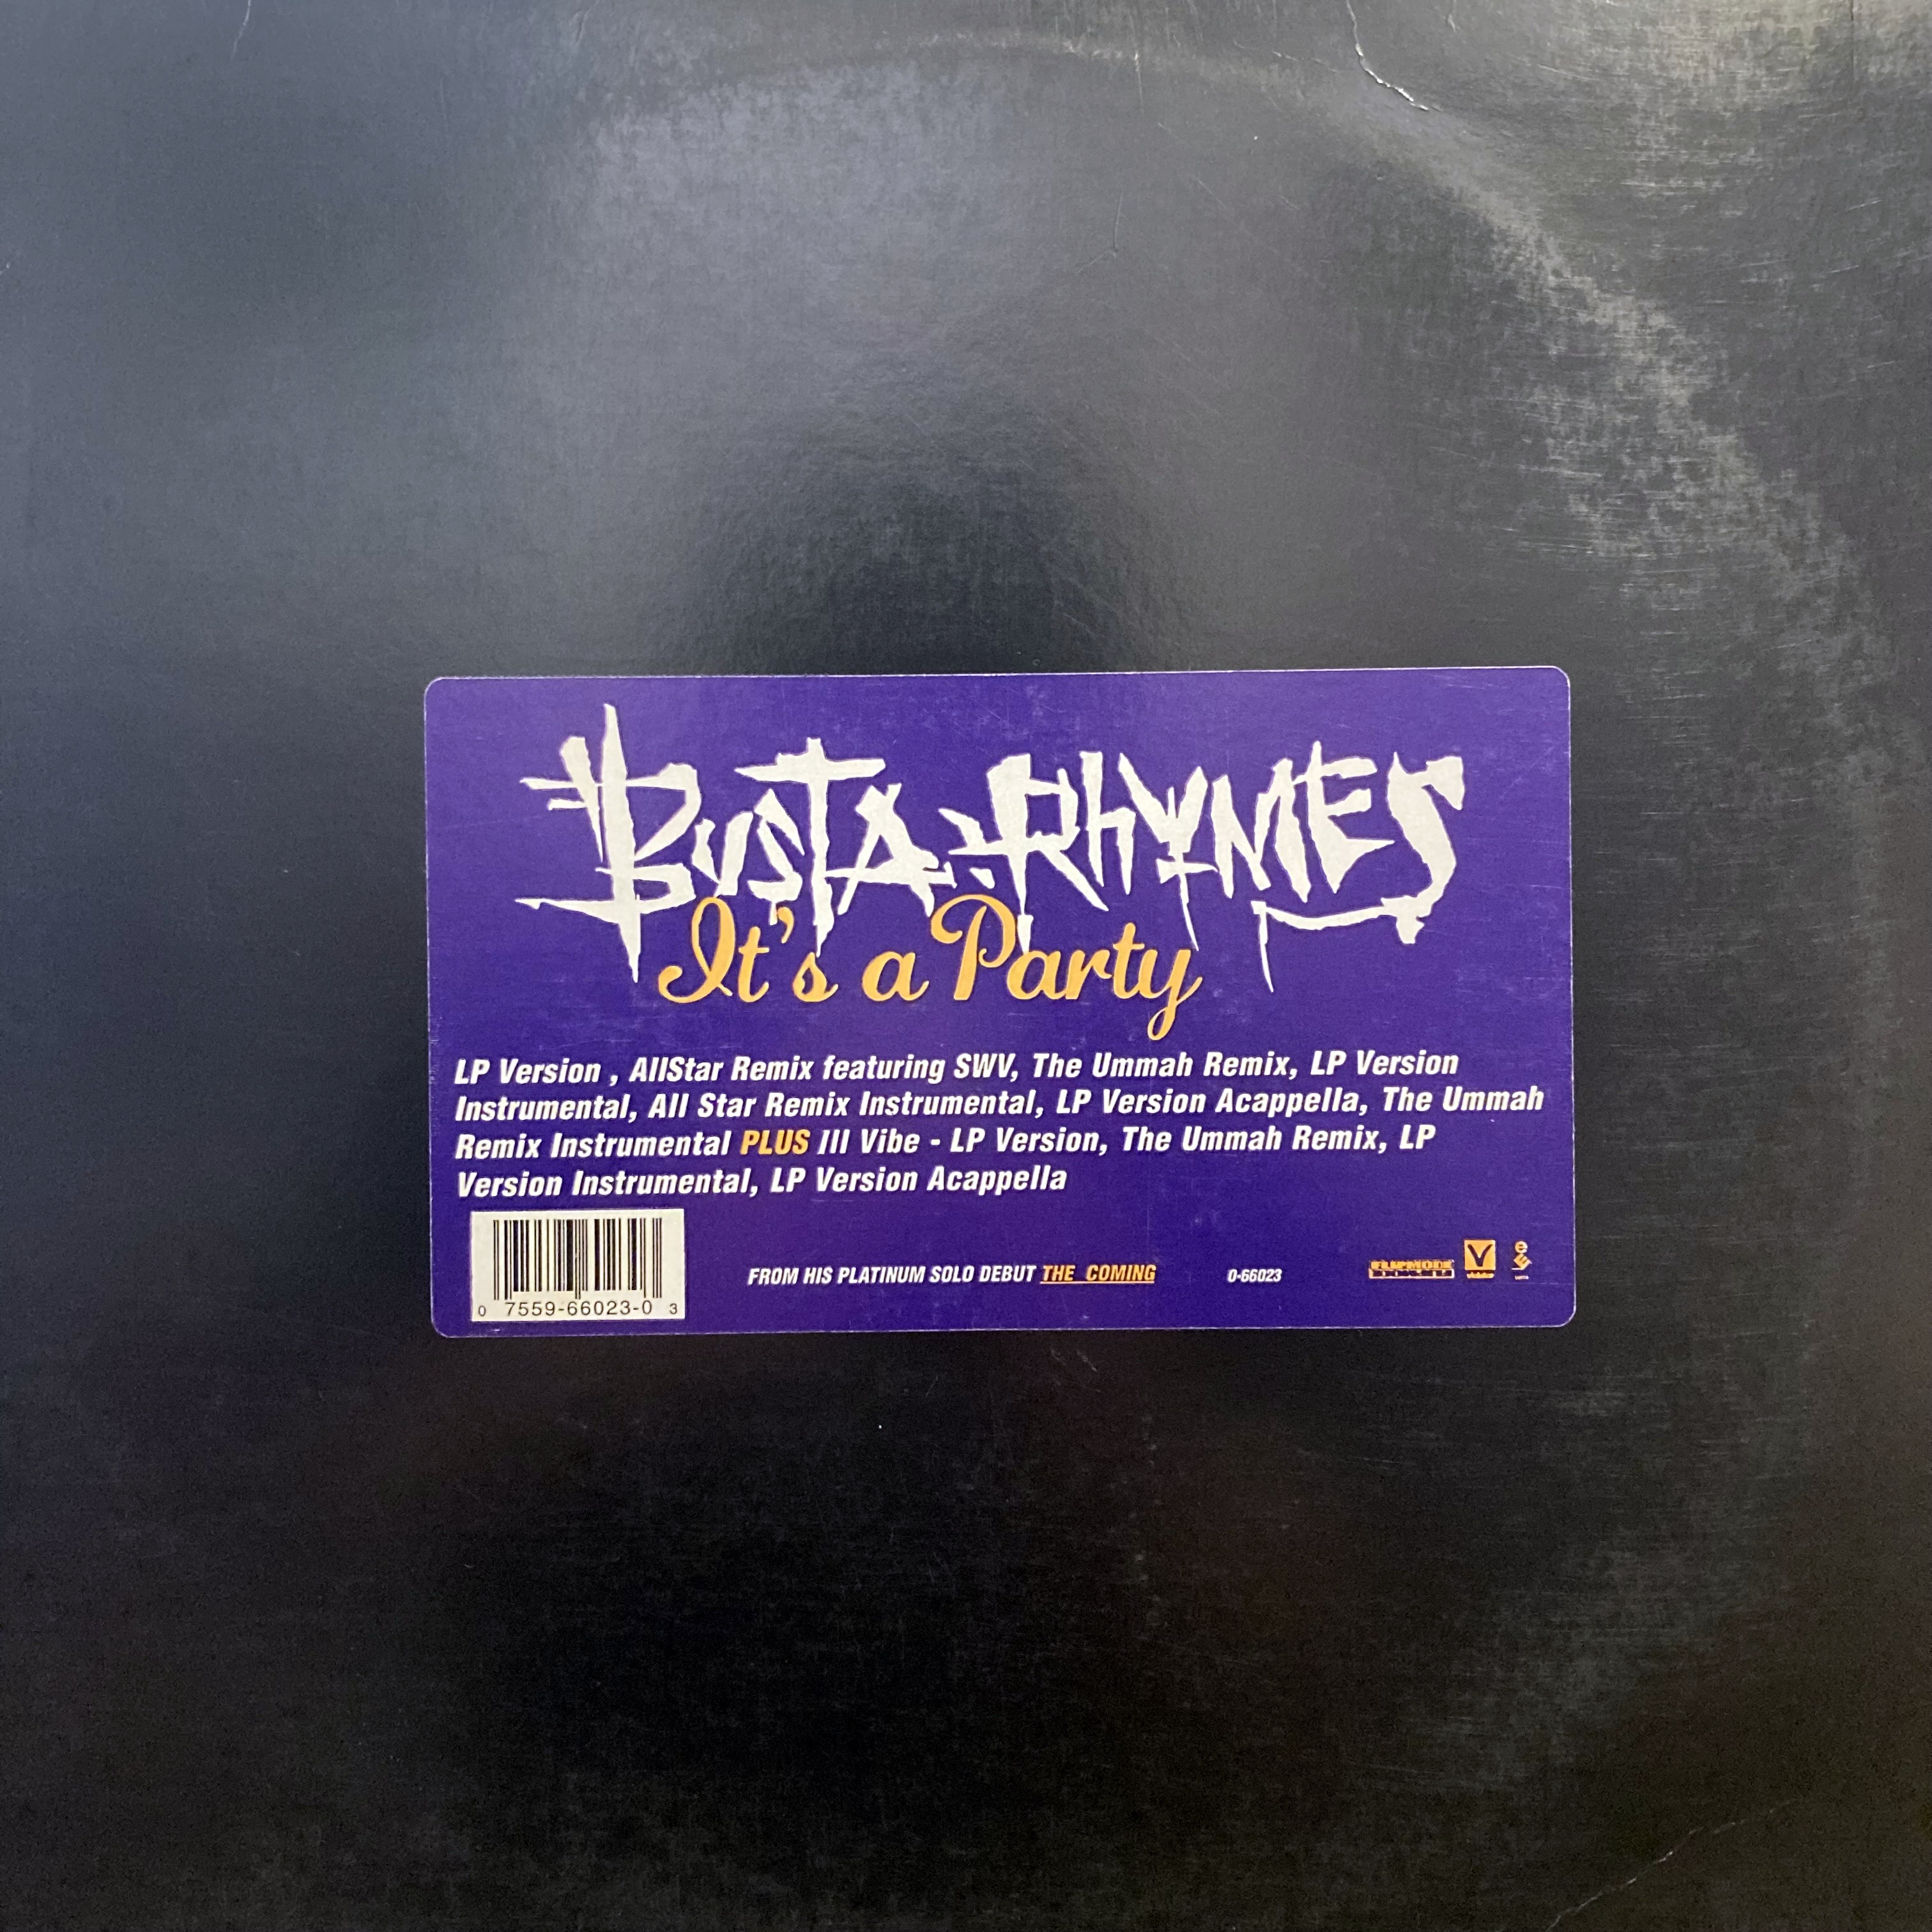 BUSTA RHYMES
It's a Party
LP Version , AllStar Remix featuring SWV, The Ummah Remix, LP Version
Instrumental, All Star Remix Instrumental, LP Version Acappella, The Ummah
Remix Instrumental PLUS Ill Vibe - LP Version, The Ummah Remix, LP
Version Instrumental, LP Version Acappella
FROM HIS PLATINUM SOLO DEBUT THE COMING 0-66023
0 7559-66023-0 3
FLIPMODE
V